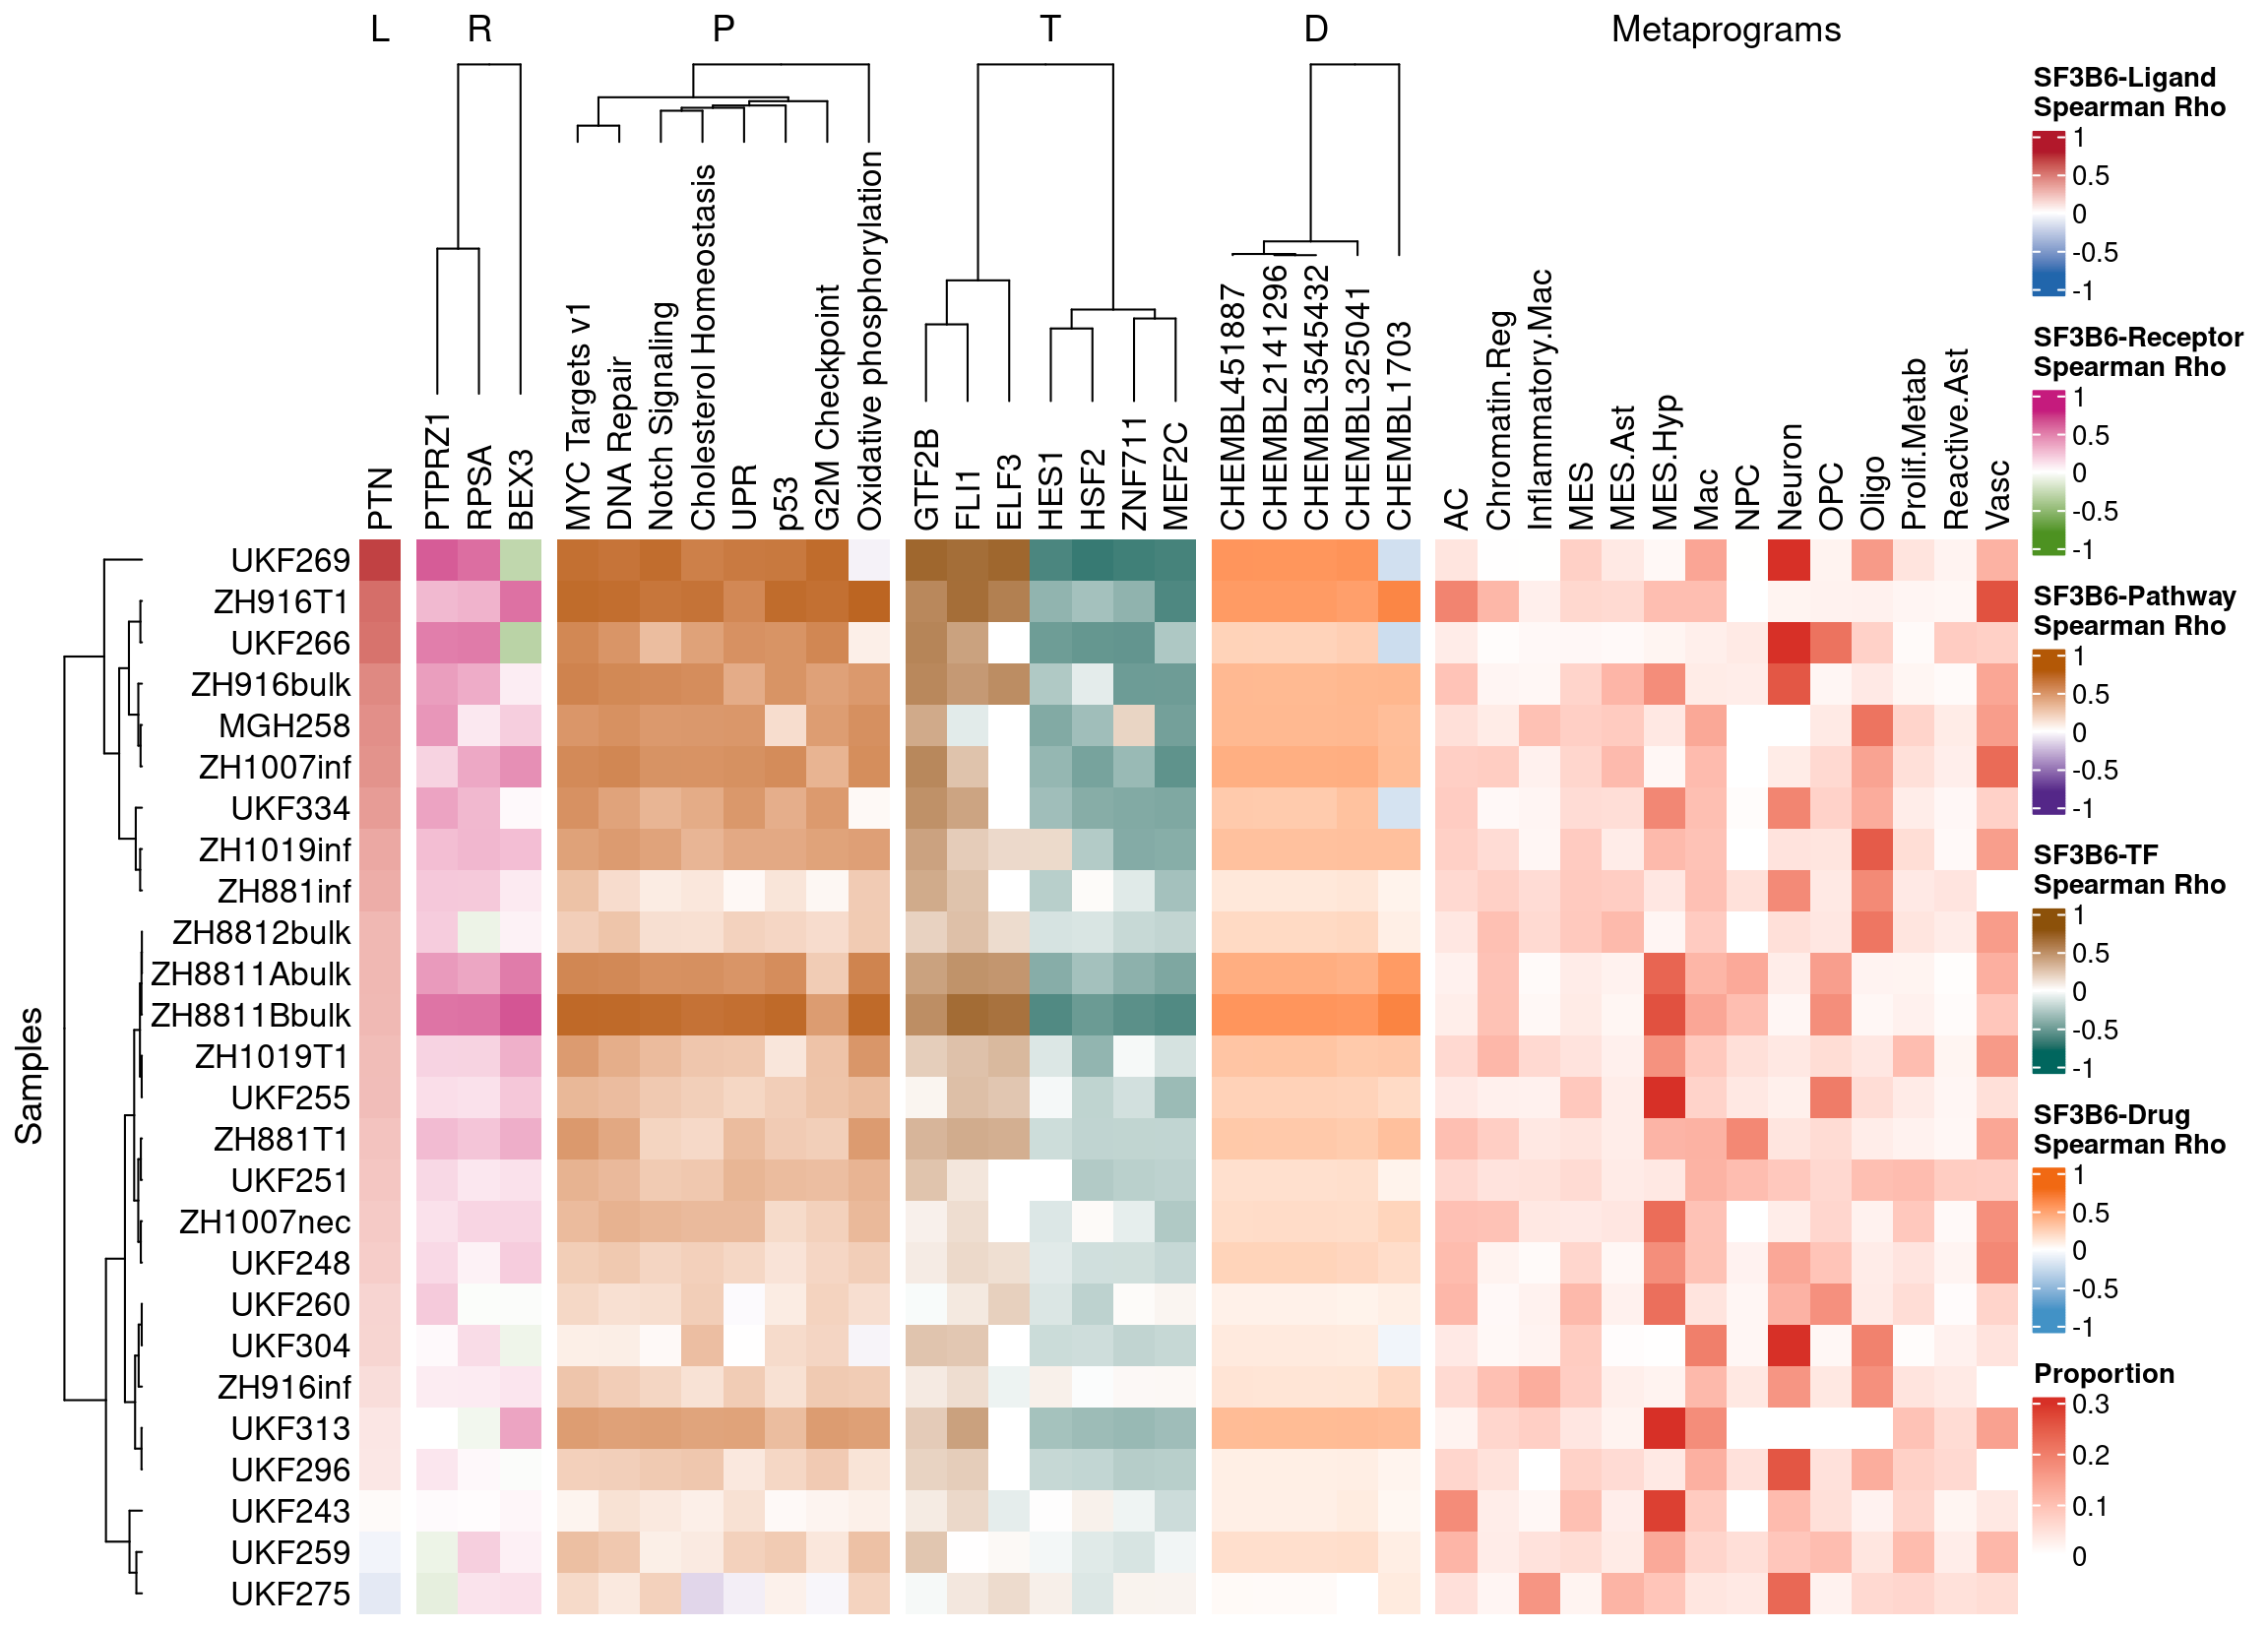 L
R
P
T
D
Metaprograms
PTN
PTPRZ1
RPSA
BEX3
MYC Targets v1
DNA Repair
Notch Signaling
Cholesterol Homeostasis
UPR
p53
G2M Checkpoint
Oxidative phosphorylation
GTF2B
FLI1
ELF3
HES1
HSF2
ZNF711
MEF2C
CHEMBL451887
CHEMBL2141296
CHEMBL3545432
CHEMBL325041
CHEMBL1703
AC
Chromatin.Reg
Inflammatory.Mac
MES
MES.Ast
MES.Hyp
Mac
NPC
Neuron
OPC
Oligo
Prolif.Metab
Reactive.Ast
Vasc
Samples
UKF269
ZH916T1
UKF266
ZH916bulk
MGH258
ZH1007inf
UKF334
ZH1019inf
ZH881inf
ZH8812bulk
ZH8811Abulk
ZH8811Bbulk
ZH1019T1
UKF255
ZH881T1
UKF251
ZH1007nec
UKF248
UKF260
UKF304
ZH916inf
UKF313
UKF296
UKF243
UKF259
UKF275
SF3B6-Ligand
Spearman Rho
1
0.5
0
-0.5
-1
SF3B6-Receptor
Spearman Rho
1
0.5
0
-0.5
-1
SF3B6-Pathway
Spearman Rho
1
0.5
0
-0.5
-1
SF3B6-TF
Spearman Rho
1
0.5
0
-0.5
-1
SF3B6-Drug
Spearman Rho
1
0.5
0
-0.5
-1
Proportion
0.3
0.2
0.1
0